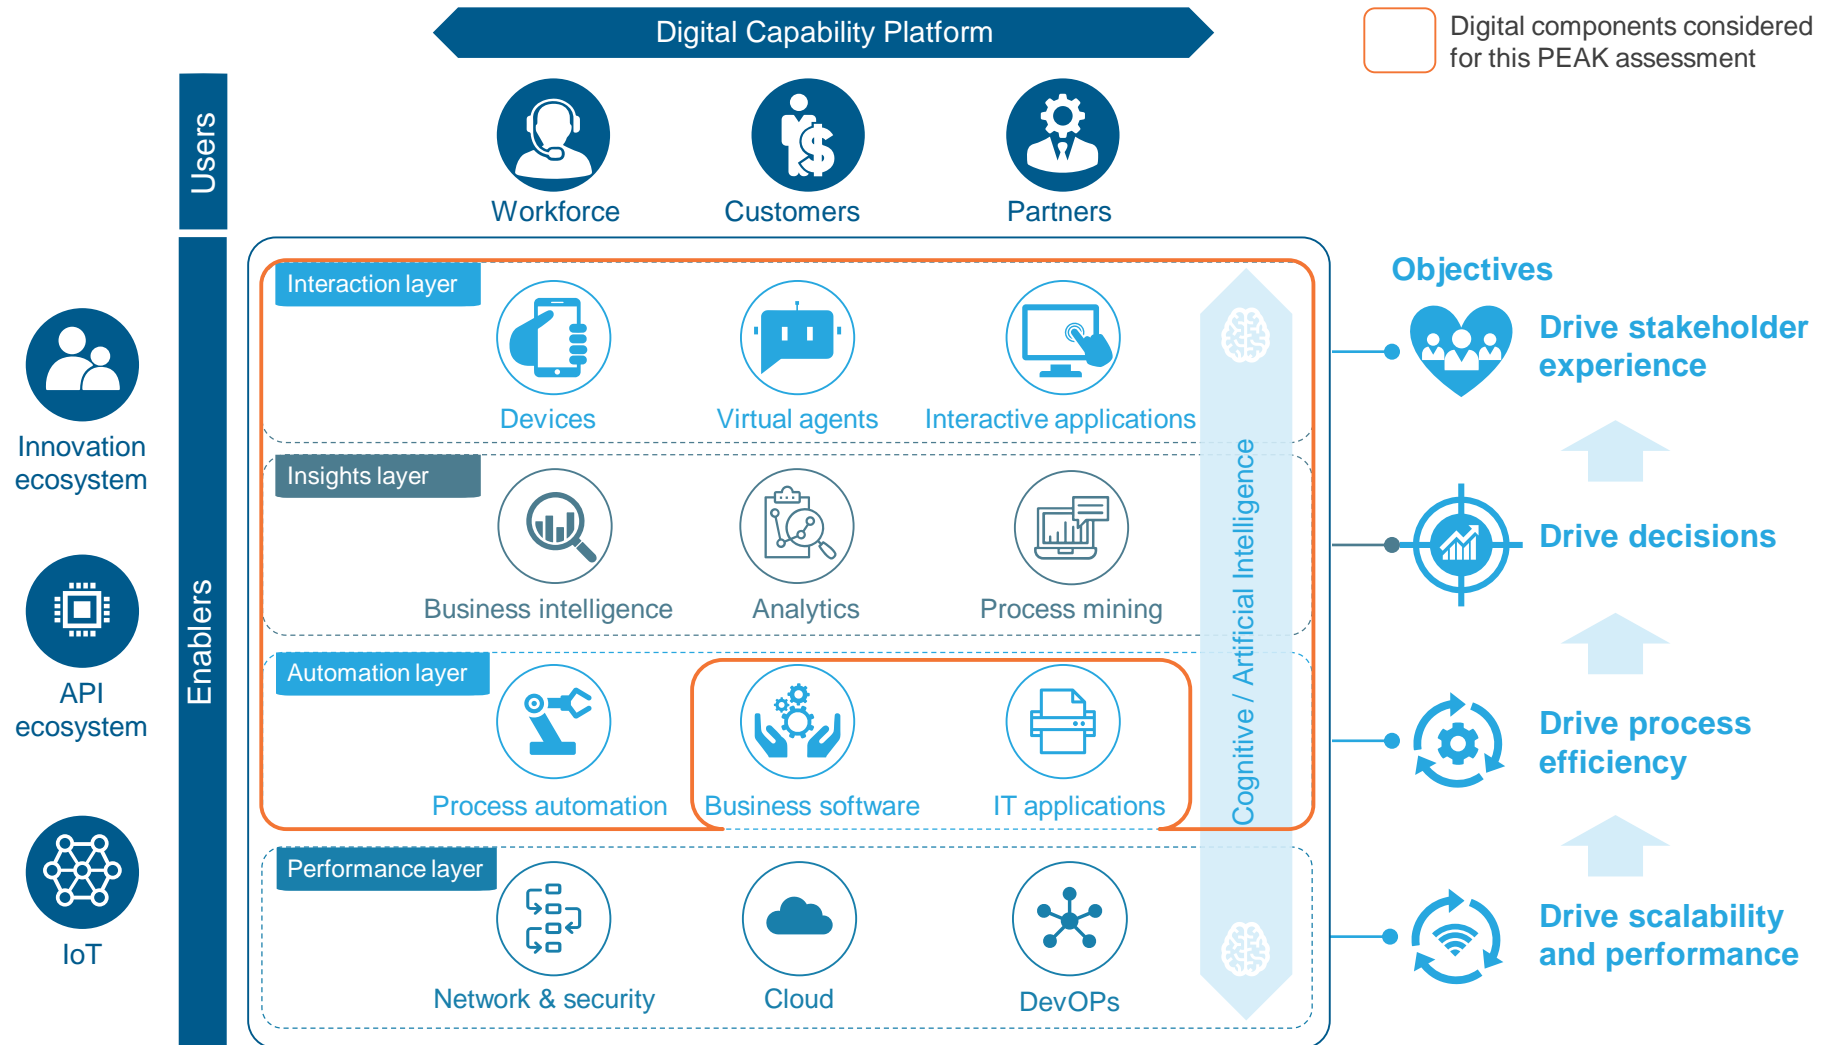 Digital Capability Platform
Digital components considered
for this PEAK assessment
Users
Workforce
Customers
Partners
Enablers
Innovation
ecosystem
API
ecosystem
IoT
Interaction layer
Devices
Virtual agents
Interactive applications
Insights layer
Business intelligence
Analytics
Process mining
Automation layer
Process automation
Business software
IT applications
Performance layer
Network & security
Cloud
DevOPs
Cognitive / Artificial Intelligence
Objectives
Drive stakeholder
experience
Drive decisions
Drive process
efficiency
Drive scalability
and performance